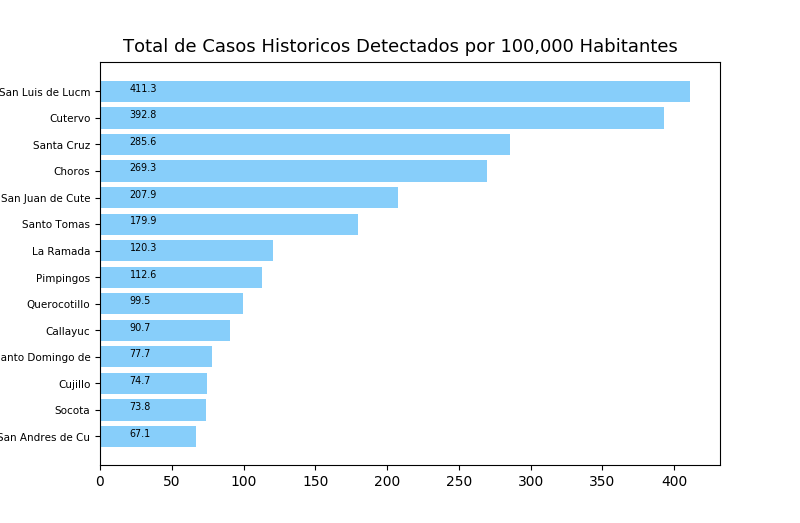 Total de Casos Historicos Detectados por 100,000 Habitantes
San Luis de Lucm 411.3
Cutervo 392.8
Santa Cruz 285.6
Choros 269.3
San Juan de Cute 207.9
Santo Tomas 179.9
La Ramada 120.3
Pimpingos 112.6
Querocotillo 99.5
Callayuc 90.7
anto Domingo de 77.7
Cujillo 74.7
Socota 73.8
San Andres de Cu 67.1
0 50 100 150 200 250 300 350 400